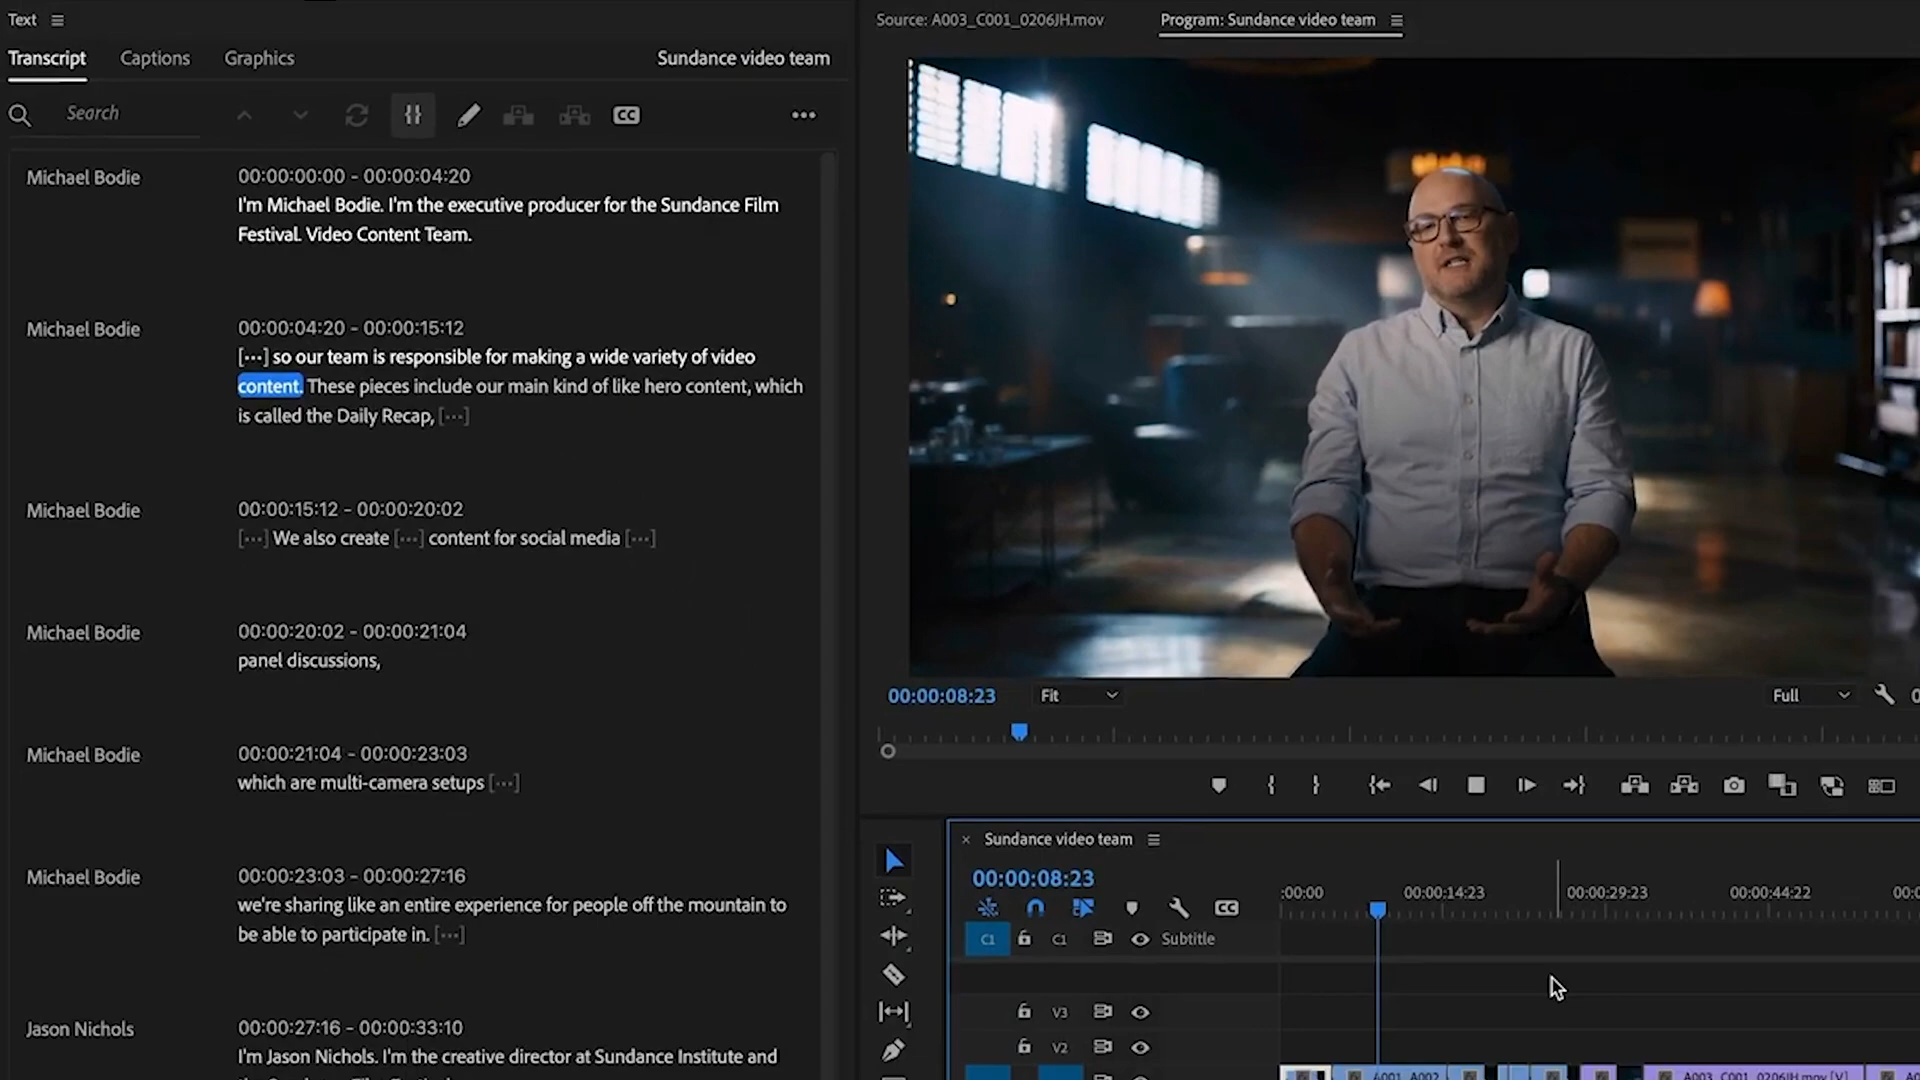 Text
Transcript
Captions
Graphics
Sundance video team
Search
CC
Michael Bodie
00:00:00:00 - 00:00:04:20
I'm Michael Bodie. I'm the executive producer for the Sundance Film
Festival. Video Content Team.
Michael Bodie
00:00:04:20 - 00:00:15:12
[...] so our team is responsible for making a wide variety of video
content. These pieces include our main kind of like hero content, which
is called the Daily Recap, [...]
Michael Bodie
00:00:15:12 - 00:00:20:02
[...] We also create [...] content for social media [...]
Michael Bodie
00:00:20:02 - 00:00:21:04
panel discussions,
Michael Bodie
00:00:21:04 - 00:00:23:03
which are multi-camera setups [...]
Michael Bodie
00:00:23:03 - 00:00:27:16
we're sharing like an entire experience for people off the mountain to
be able to participate in. [...]
Jason Nichols
00:00:27:16 - 00:00:33:10
I'm Jason Nichols. I'm the creative director at Sundance Institute and
Source: A003_C001_0206JH.mov
Program: Sundance video team
00:00:08:23
Fit
Full
Sundance video team
00:00:08:23
:00:00
00:00:14:23
00:00:29:23
00:00:44:22
00:0
CC
C1
C1
Subtitle
V3
V2
A001_A002
A003_C001_0206JH.mov [V]